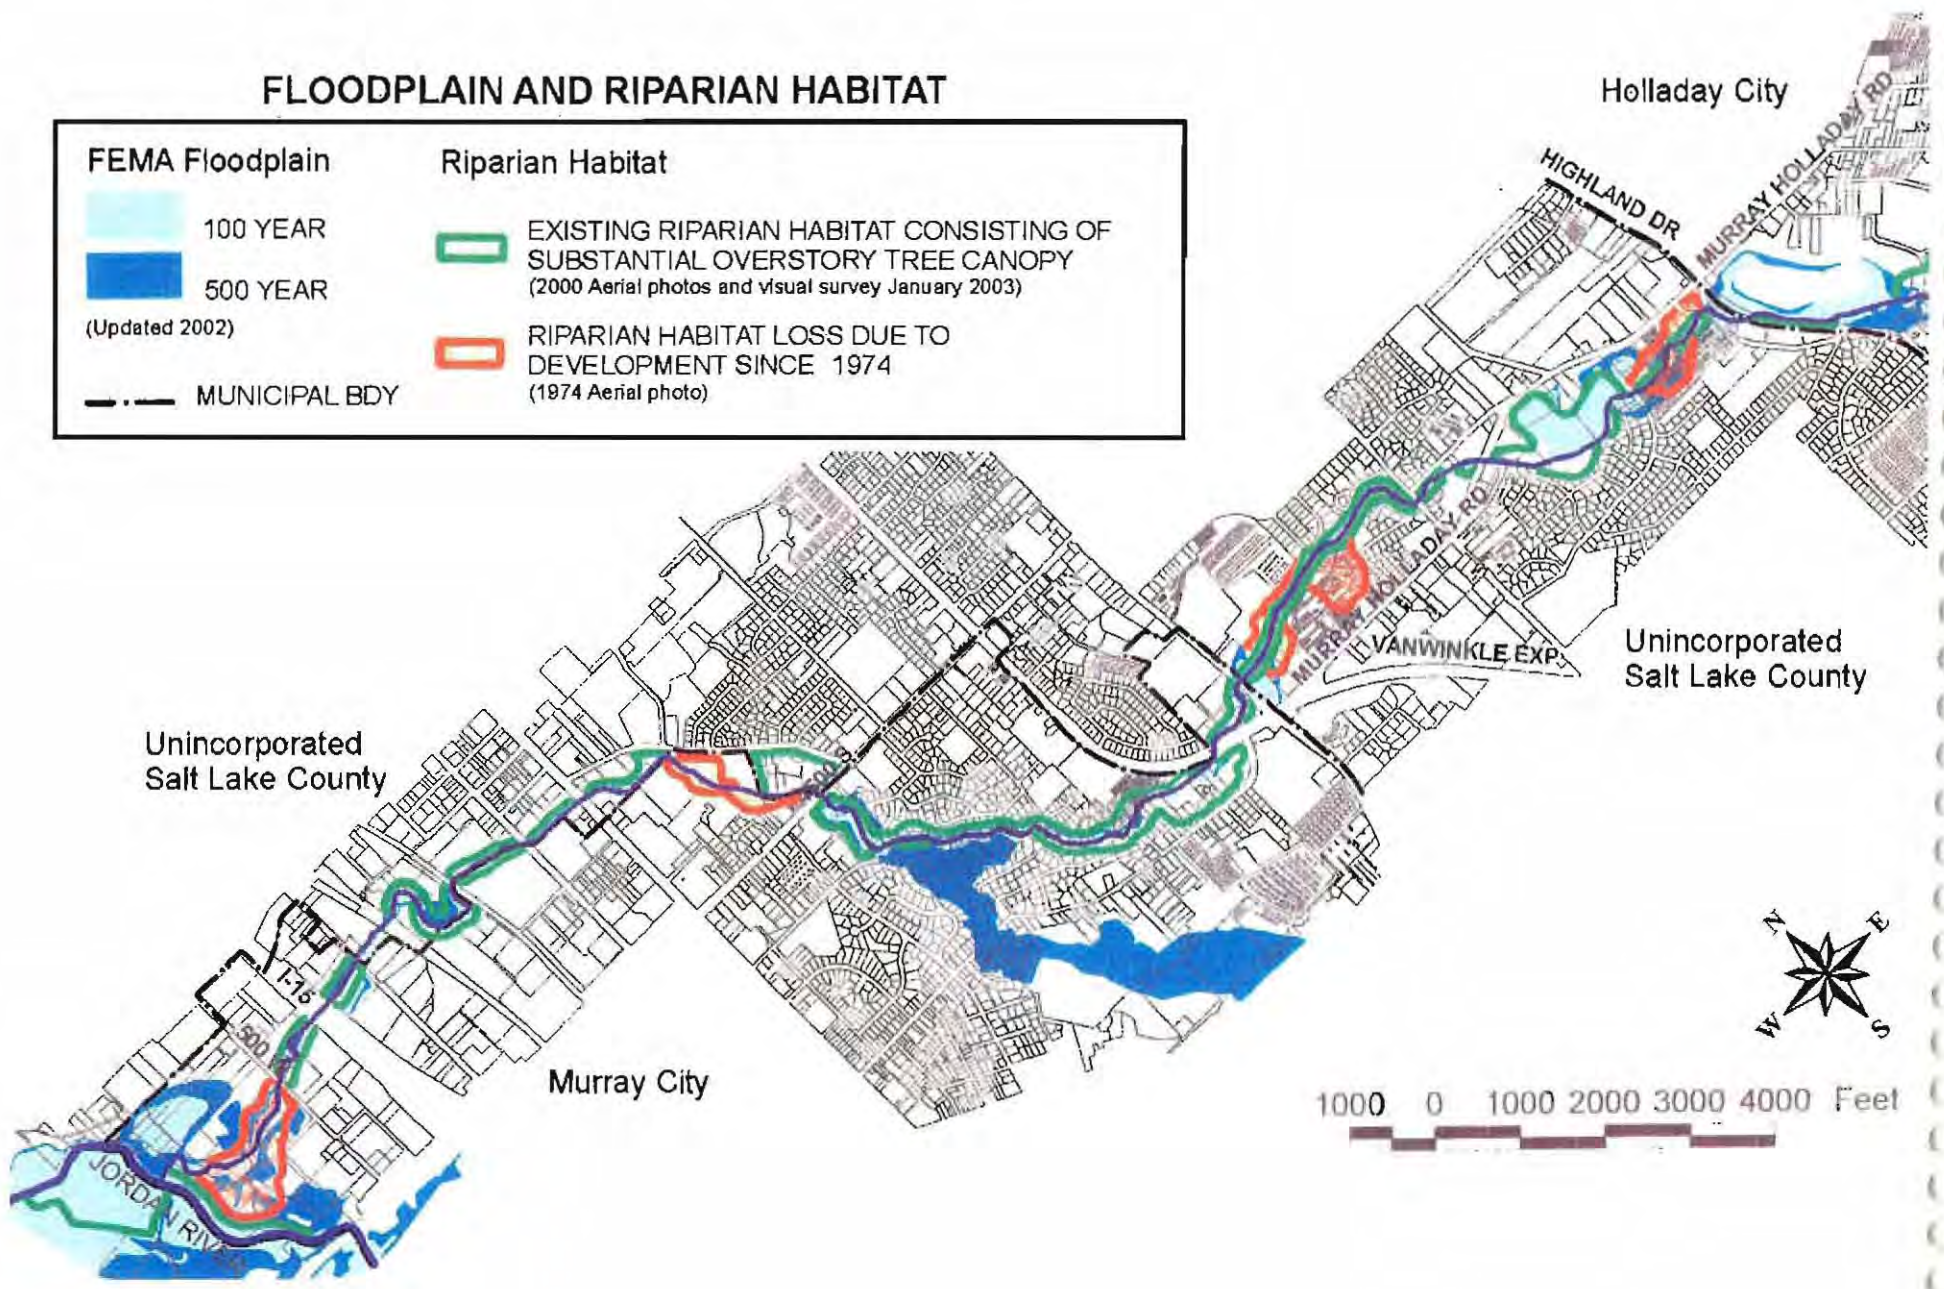 FLOODPLAIN AND RIPARIAN HABITAT
FEMA Floodplain
100 YEAR
500 YEAR
(Updated 2002)
MUNICIPAL BDY
Riparian Habitat
EXISTING RIPARIAN HABITAT CONSISTING OF
SUBSTANTIAL OVERSTORY TREE CANOPY
(2000 Aerial photos and visual survey January 2003)
RIPARIAN HABITAT LOSS DUE TO
DEVELOPMENT SINCE 1974
(1974 Aerial photo)
Holladay City
HIGHLAND DR
MURRAY HOLLADAY RD
MURRAY HOLLADAY RD
VANWINKLE EXP
Unincorporated
Salt Lake County
Unincorporated
Salt Lake County
I-15
Murray City
JORDAN RIVER
N
E
W
S
1000 0 1000 2000 3000 4000 Feet